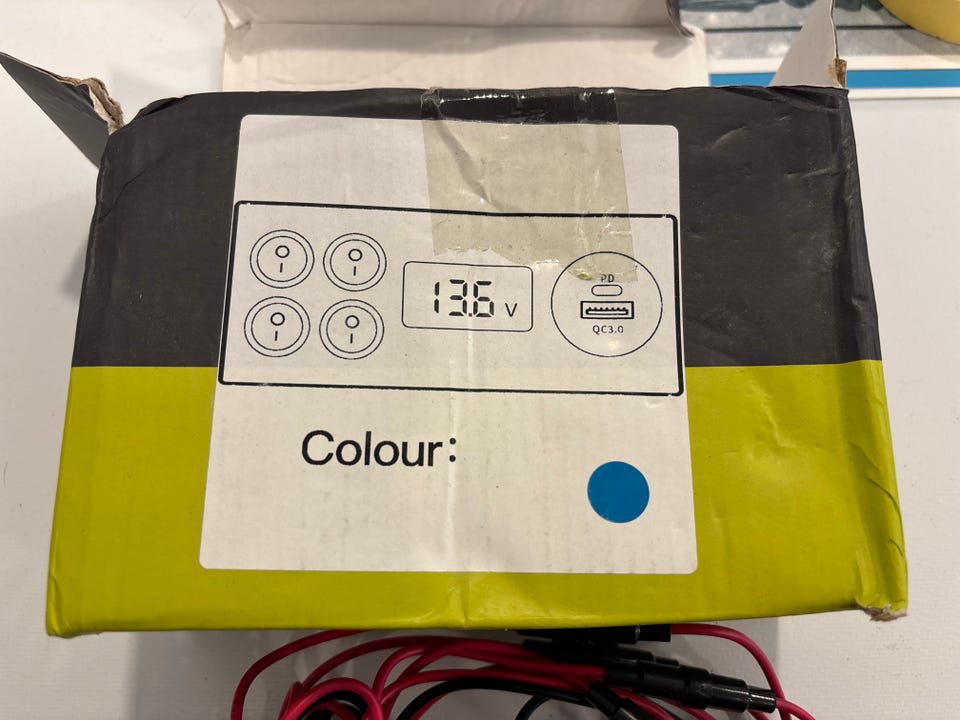 13.6 V
PD
QC3.0
Colour: